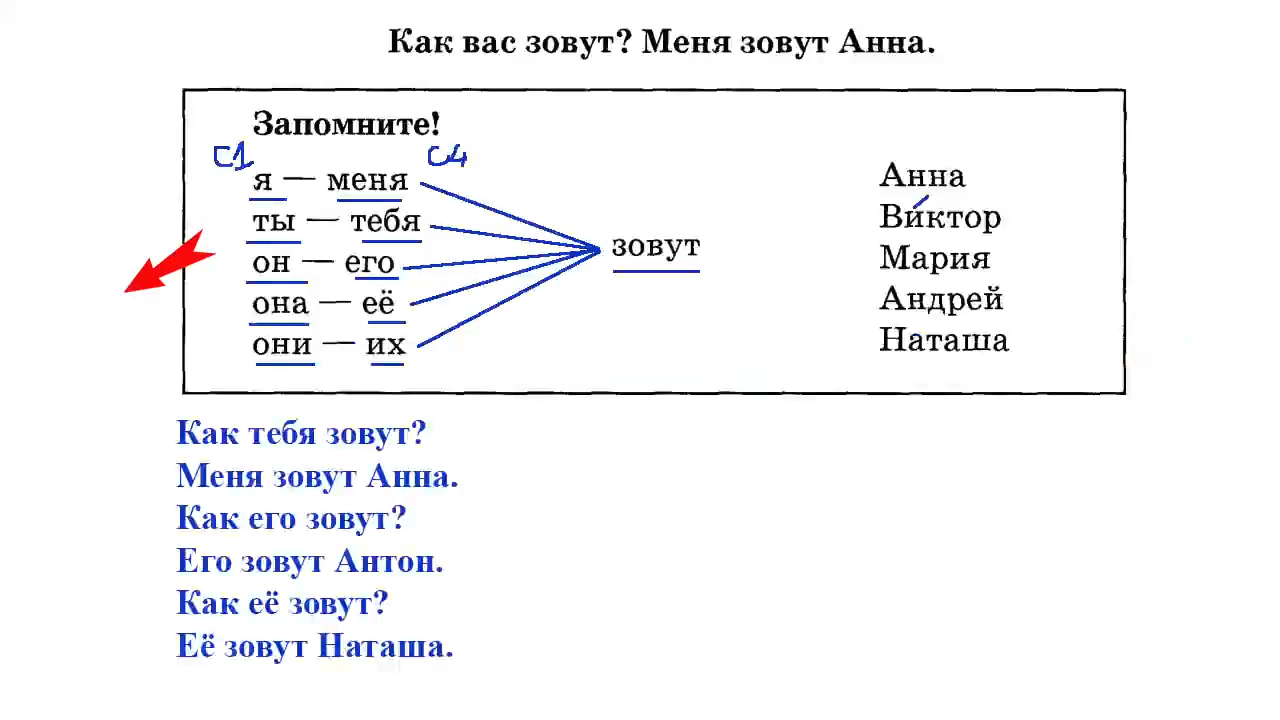 Как вас зовут? Меня зовут Анна.
Запомните!
С1 С4
я — меня
ты — тебя
он — его
она — её
они — их
зовут
Анна
Виктор
Мария
Андрей
Наташа
Как тебя зовут?
Меня зовут Анна.
Как его зовут?
Его зовут Антон.
Как её зовут?
Её зовут Наташа.